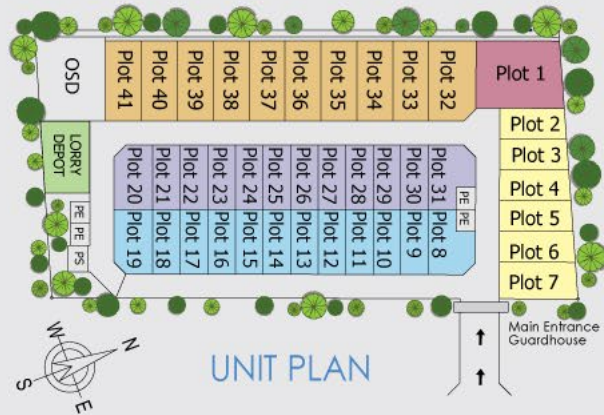 OSD
Plot 41
Plot 40
Plot 39
Plot 38
Plot 37
Plot 36
Plot 35
Plot 34
Plot 33
Plot 32
Plot 1
Plot 2
Plot 3
Plot 4
Plot 5
Plot 6
Plot 7
LORRY
DEPOT
Plot 20
Plot 21
Plot 22
Plot 23
Plot 24
Plot 25
Plot 26
Plot 27
Plot 28
Plot 29
Plot 30
Plot 31
PE
PE
Plot 19
Plot 18
Plot 17
Plot 16
Plot 15
Plot 14
Plot 13
Plot 12
Plot 11
Plot 10
Plot 9
Plot 8
PE
PE
PS
Main Entrance
Guardhouse
W
N
S
E
UNIT PLAN